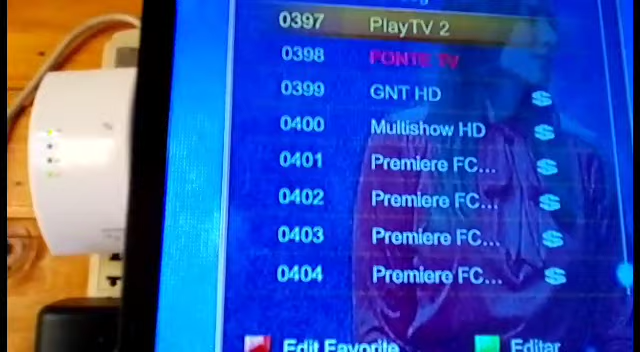 0397 PlayTV 2
0398 FONTE TV
0399 GNT HD $
0400 Multishow HD $
0401 Premiere FC... $
0402 Premiere FC... $
0403 Premiere FC... $
0404 Premiere FC... $
Edit Favorite Editar